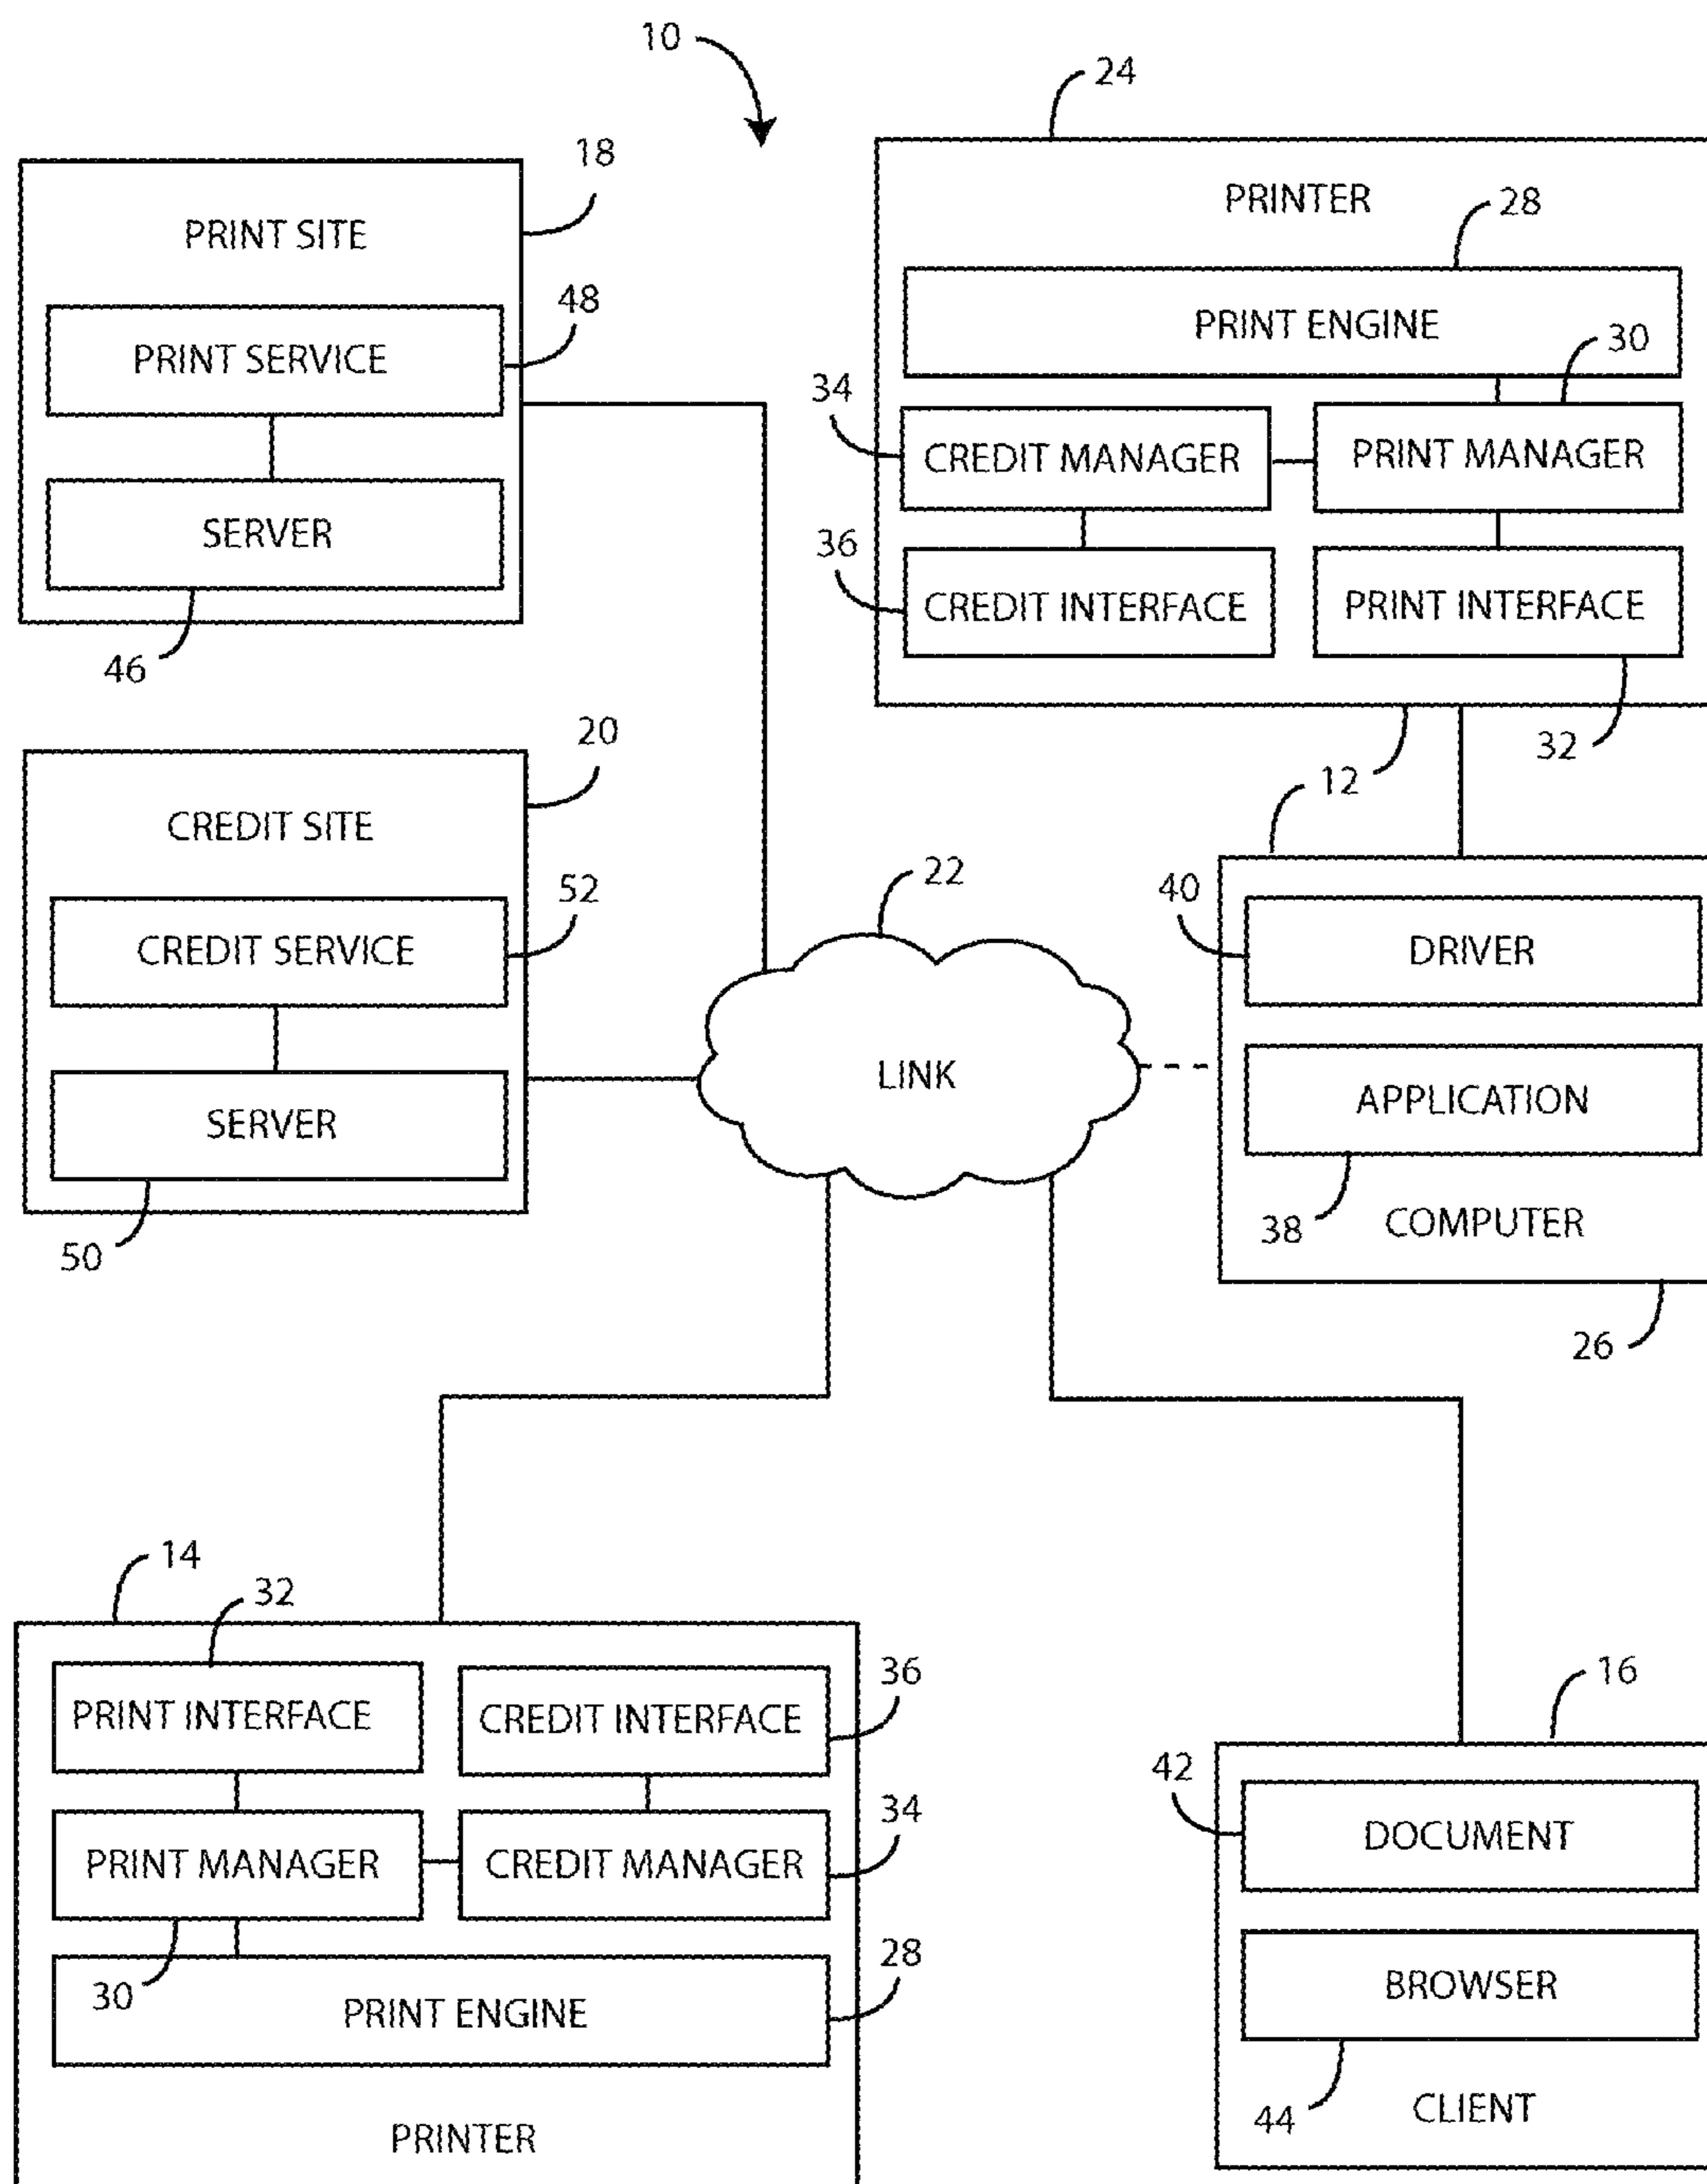 10
24
18
PRINT SITE
48
PRINT SERVICE
SERVER
46
PRINTER
28
PRINT ENGINE
30
34
CREDIT MANAGER
PRINT MANAGER
36
CREDIT INTERFACE
PRINT INTERFACE
32
12
20
CREDIT SITE
52
CREDIT SERVICE
SERVER
50
22
LINK
40
DRIVER
APPLICATION
38
COMPUTER
26
14
32
PRINT INTERFACE
36
CREDIT INTERFACE
34
PRINT MANAGER
CREDIT MANAGER
30
28
PRINT ENGINE
PRINTER
16
42
DOCUMENT
BROWSER
44
CLIENT